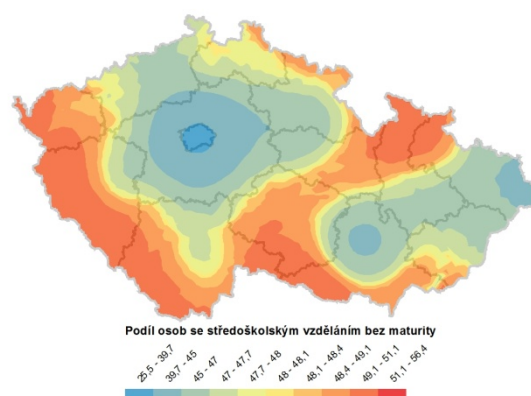 Podíl osob se středoškolským vzděláním bez maturity
25,5 - 39,7
39,7 - 45
45 - 47
47 - 47,7
47,7 - 48
48 - 48,1
48,1 - 48,4
48,4 - 49,1
49,1 - 51,1
51,1 - 56,4